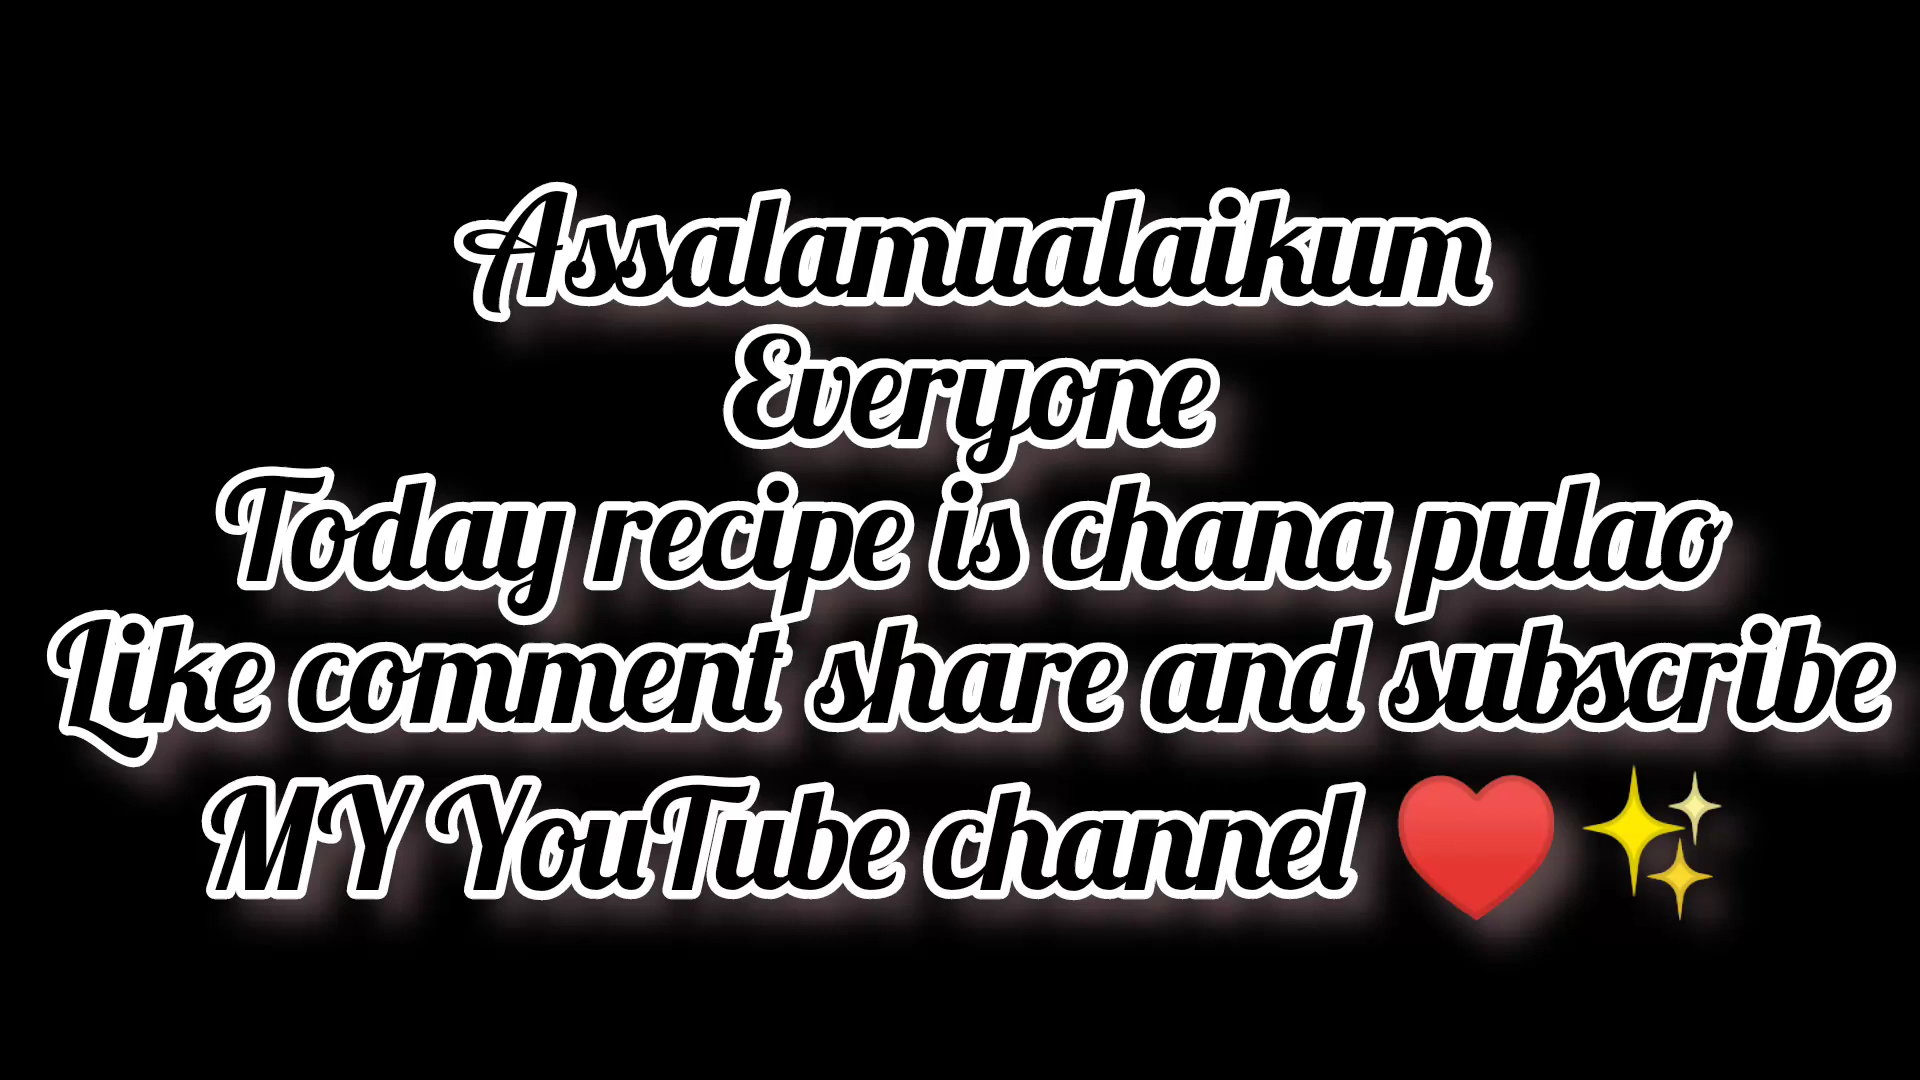 Assalamualaikum
Everyone
Today recipe is chana pulao
Like comment share and subscribe
MY YouTube channel ♥️ ✨